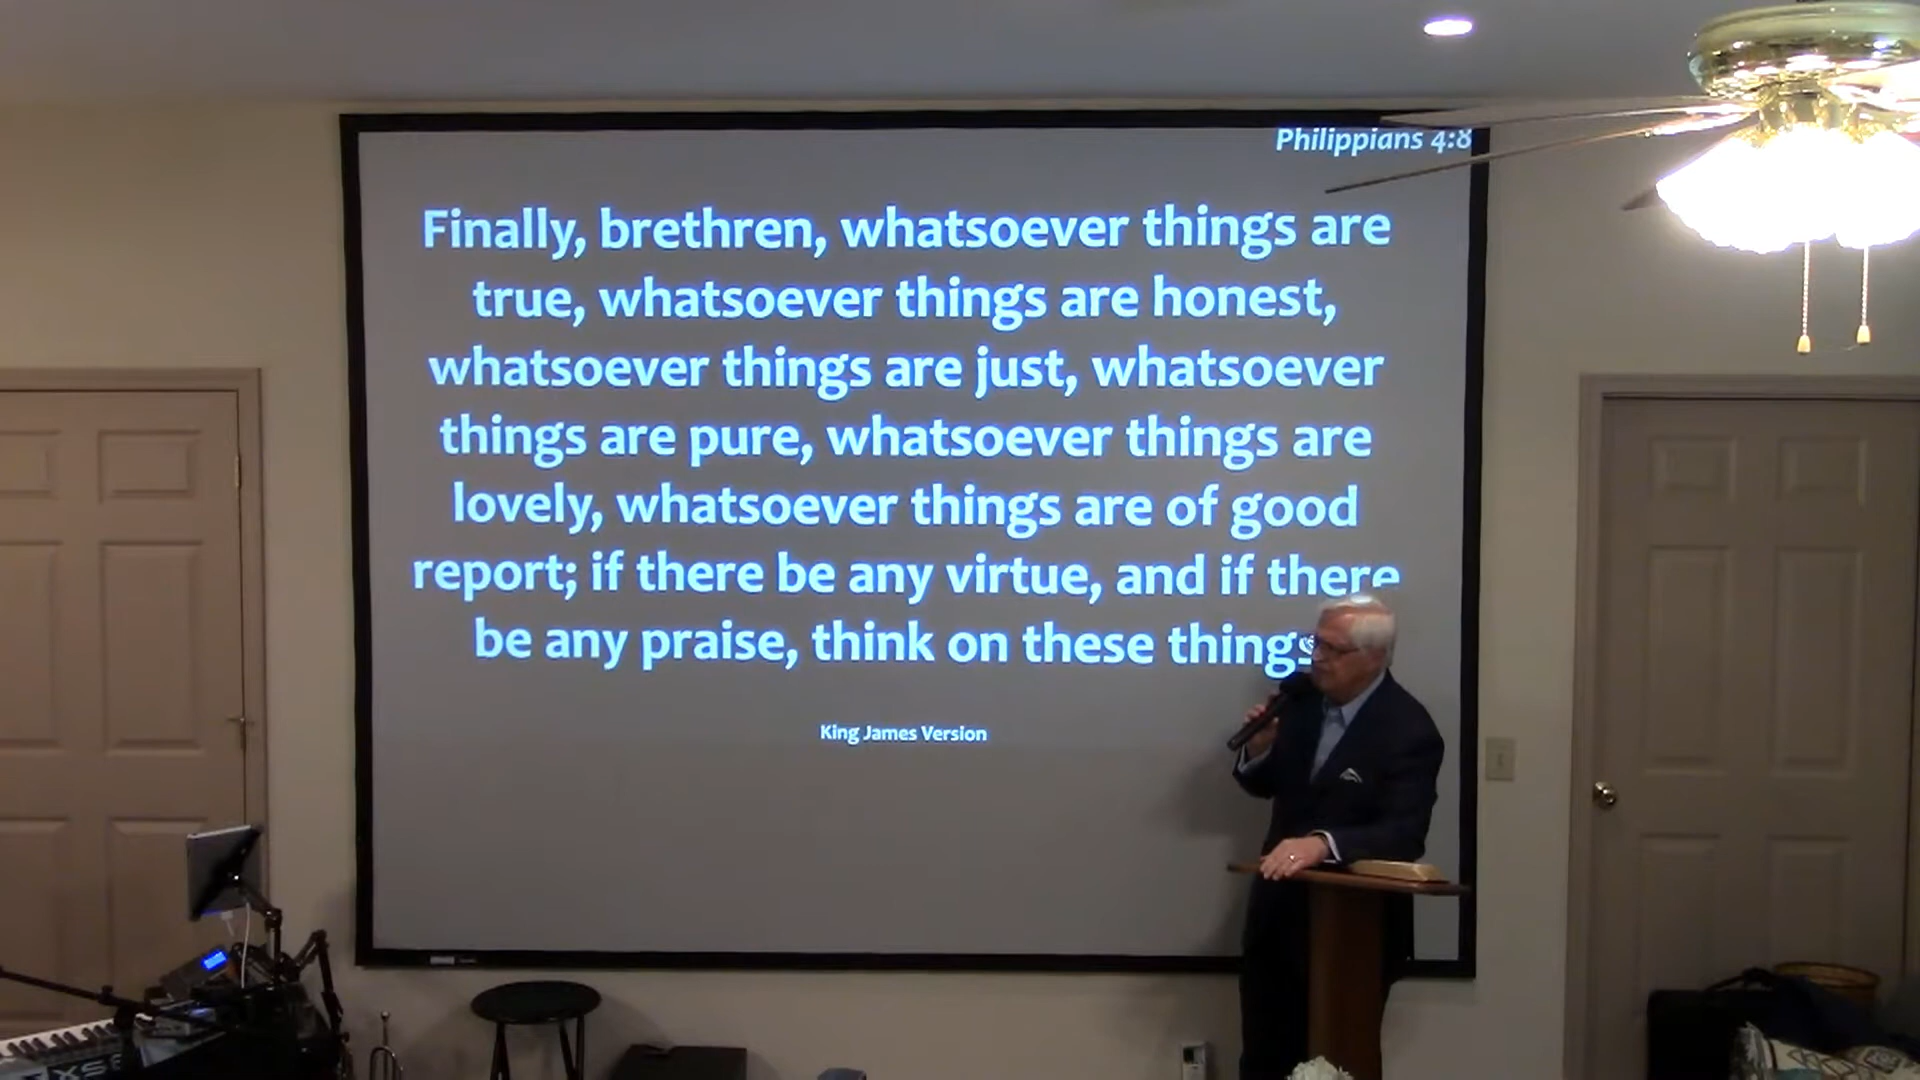 Philippians 4:8
Finally, brethren, whatsoever things are
true, whatsoever things are honest,
whatsoever things are just, whatsoever
things are pure, whatsoever things are
lovely, whatsoever things are of good
report; if there be any virtue, and if there
be any praise, think on these things
King James Version
XS